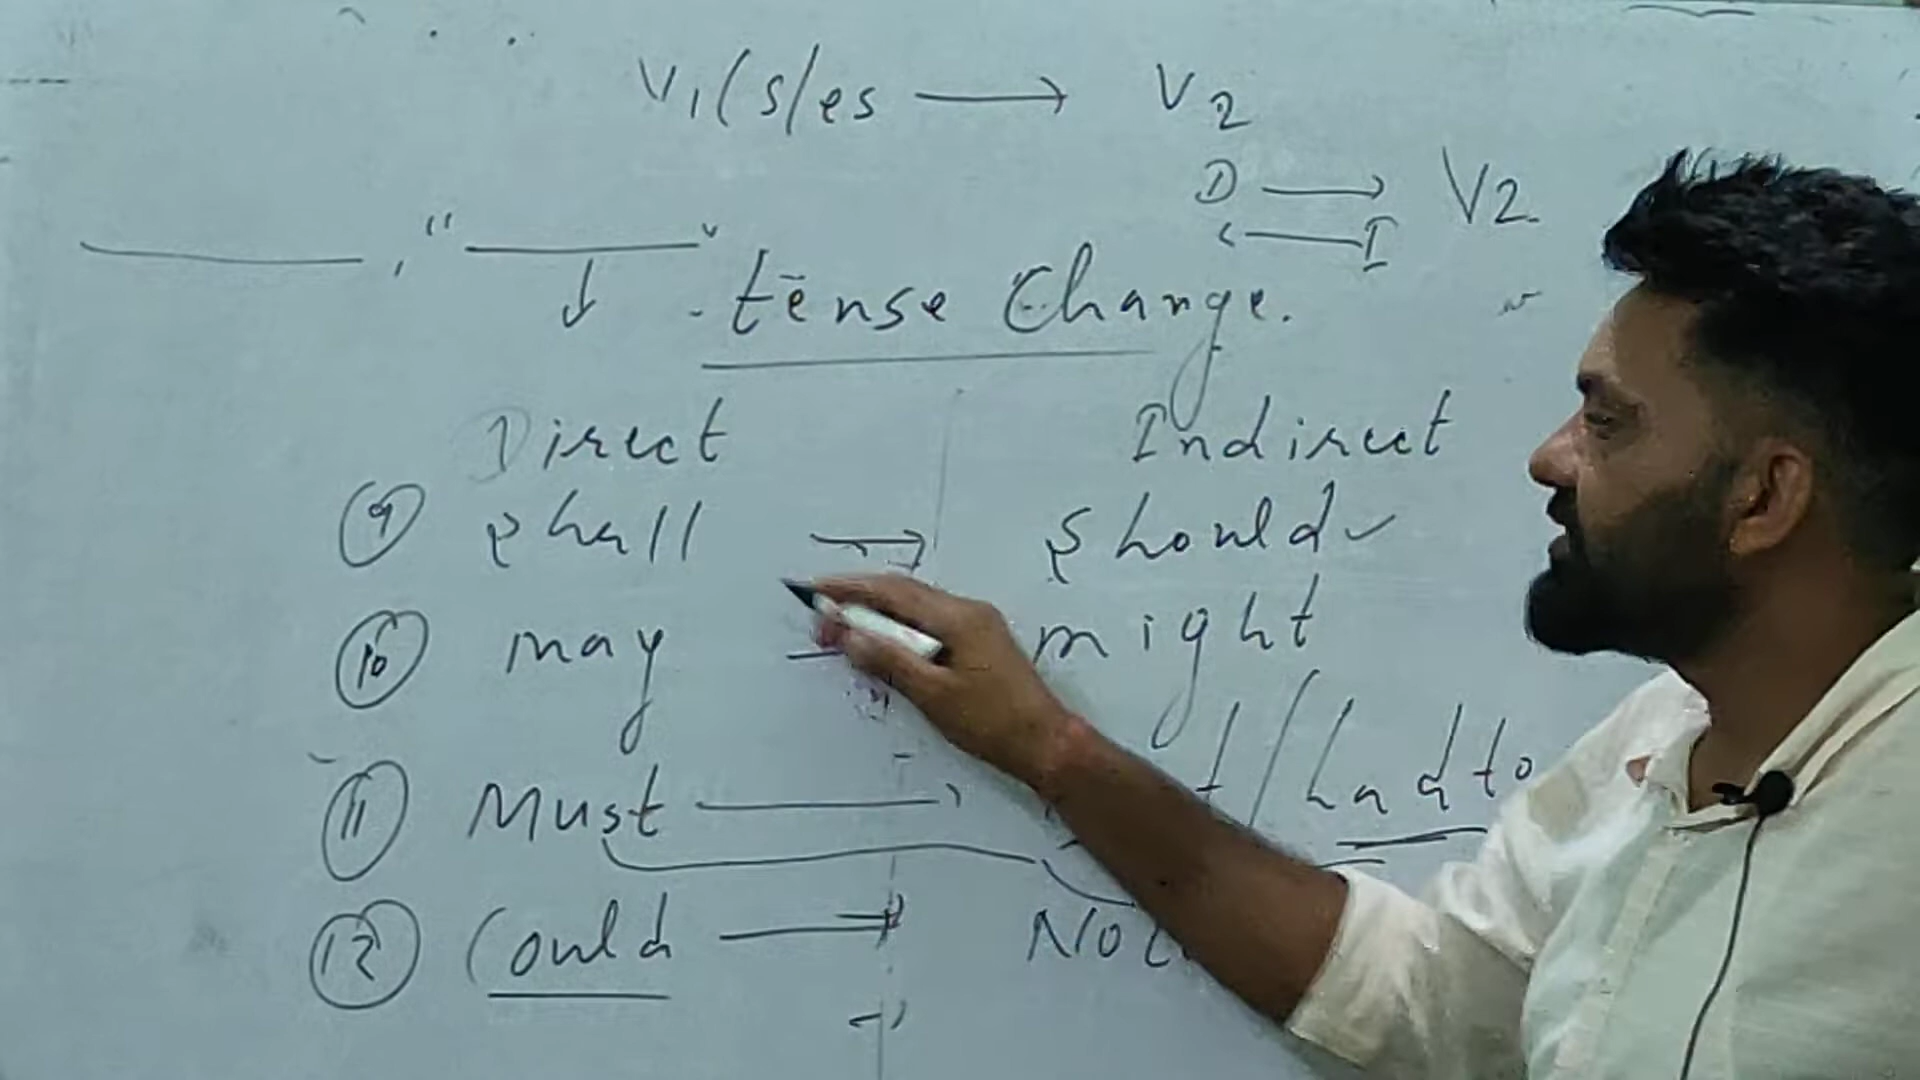 V1(s/es → V2
D → V2
← I
, " "
↓ tense Change.
Direct Indirect
9 shall → should
10 may might
11 Must → / had to
12 Could →